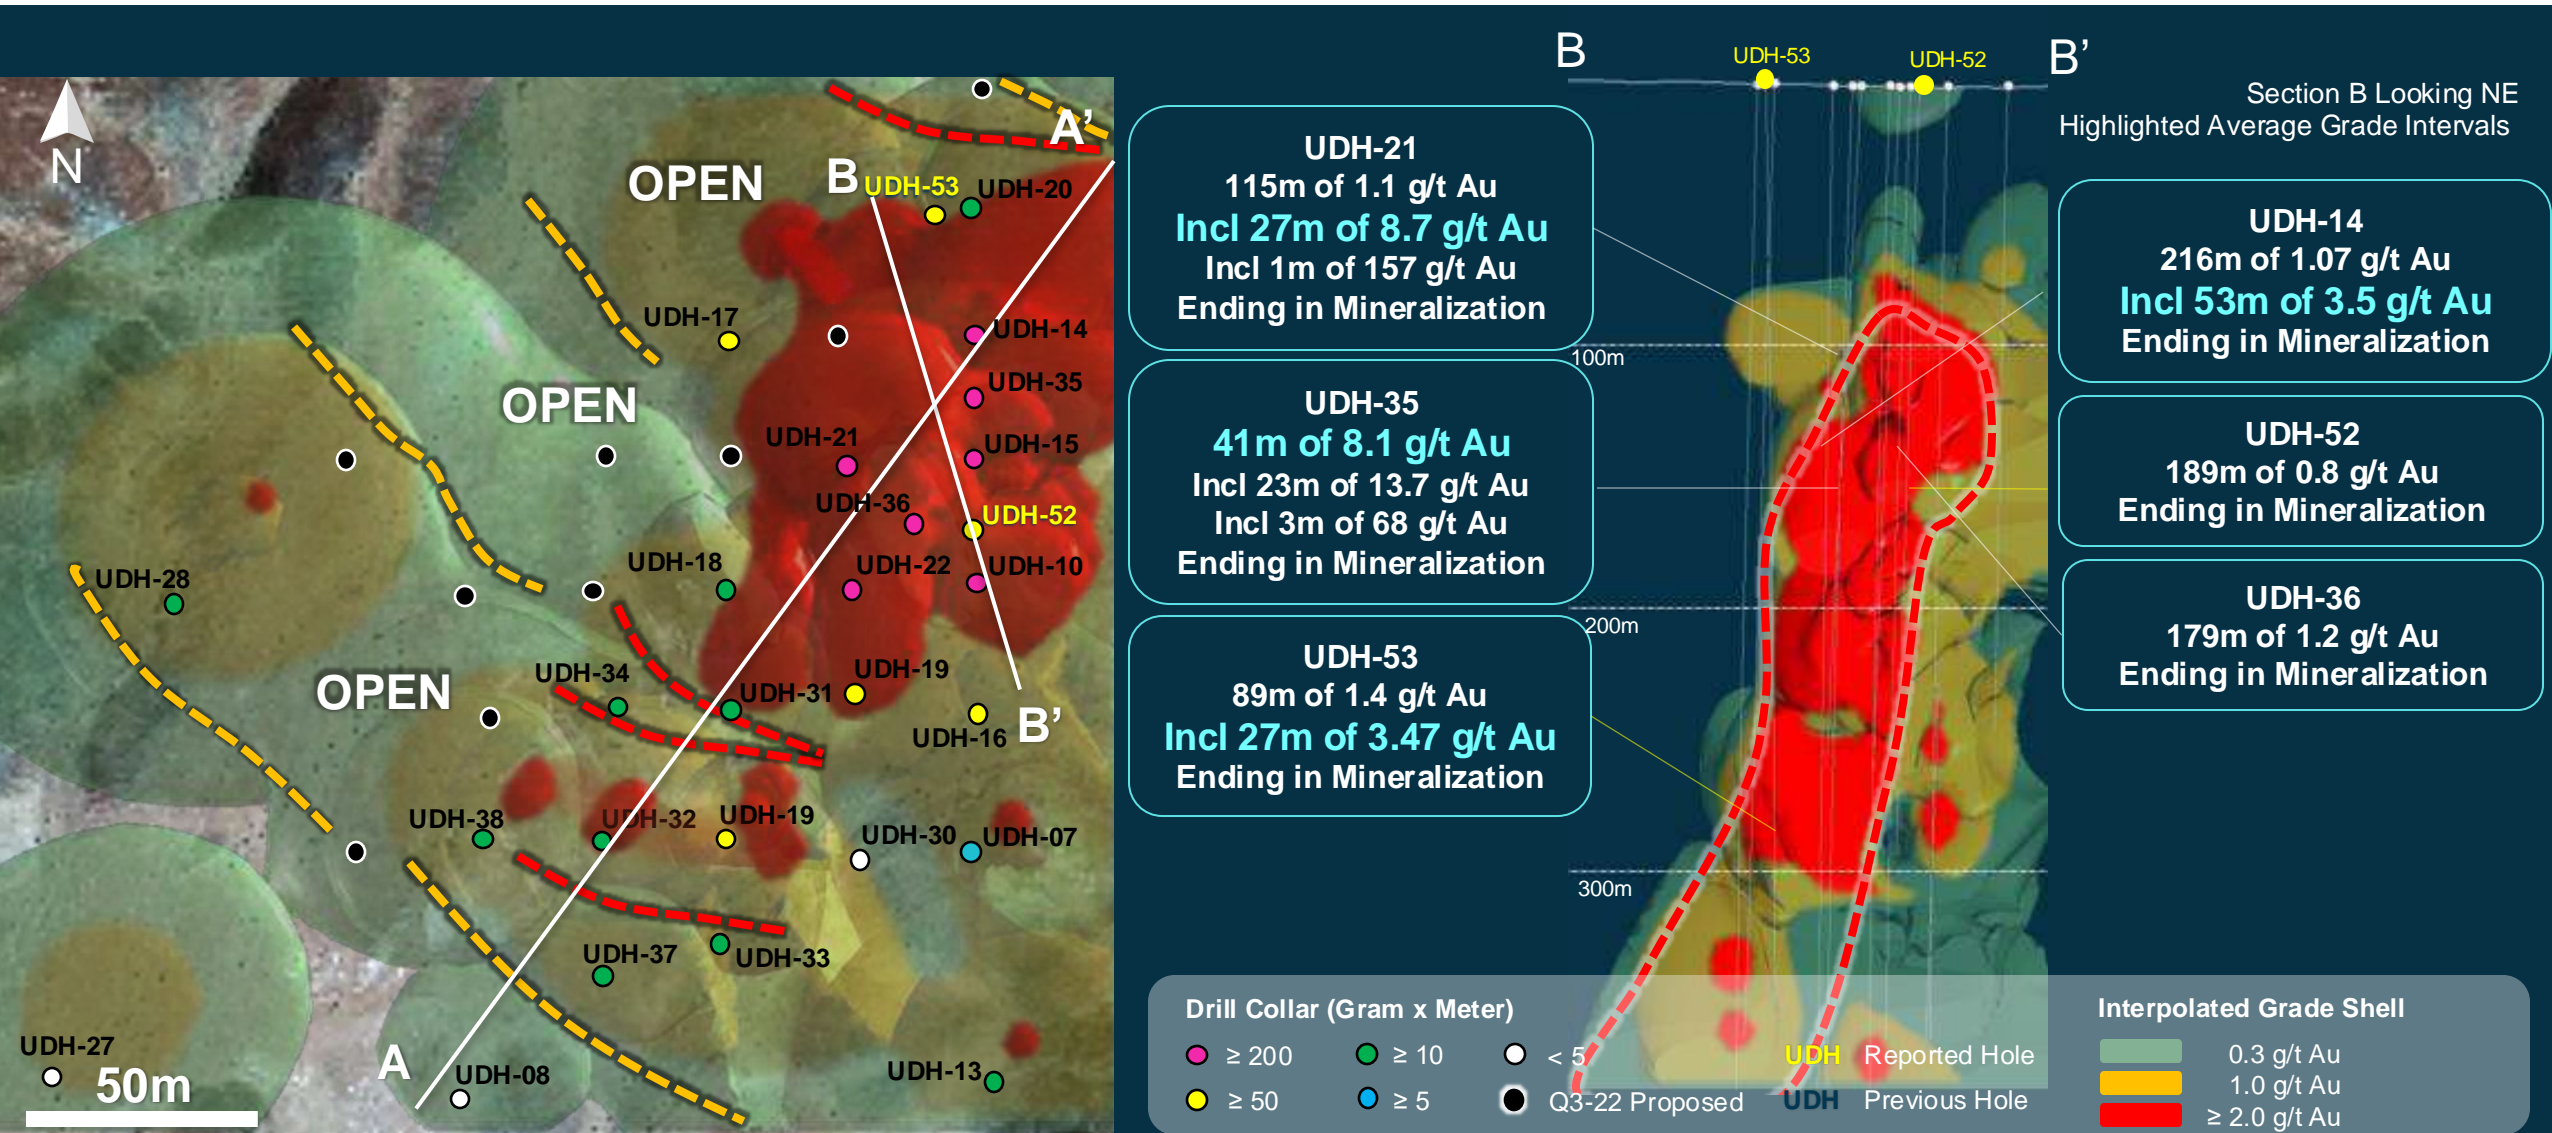 N
A’
OPEN
B
UDH-53
UDH-20
UDH-17
UDH-14
UDH-35
OPEN
UDH-21
UDH-15
UDH-36
UDH-52
UDH-18
UDH-22
UDH-10
UDH-28
UDH-34
UDH-19
OPEN
UDH-31
B’
UDH-16
UDH-38
UDH-32
UDH-19
UDH-30
UDH-07
UDH-37
UDH-33
UDH-27
A
UDH-08
UDH-13
50m
UDH-21
115m of 1.1 g/t Au
Incl 27m of 8.7 g/t Au
Incl 1m of 157 g/t Au
Ending in Mineralization
UDH-35
41m of 8.1 g/t Au
Incl 23m of 13.7 g/t Au
Incl 3m of 68 g/t Au
Ending in Mineralization
UDH-53
89m of 1.4 g/t Au
Incl 27m of 3.47 g/t Au
Ending in Mineralization
B
UDH-53
UDH-52
B’
100m
200m
300m
Section B Looking NE
Highlighted Average Grade Intervals
UDH-14
216m of 1.07 g/t Au
Incl 53m of 3.5 g/t Au
Ending in Mineralization
UDH-52
189m of 0.8 g/t Au
Ending in Mineralization
UDH-36
179m of 1.2 g/t Au
Ending in Mineralization
Drill Collar (Gram x Meter)
≥ 200
≥ 10
< 5
UDH Reported Hole
≥ 50
≥ 5
Q3-22 Proposed
UDH Previous Hole
Interpolated Grade Shell
0.3 g/t Au
1.0 g/t Au
≥ 2.0 g/t Au